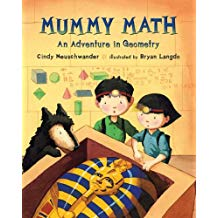 MUMMY MATH
An Adventure in Geometry
Cindy Neuschwander illustrated by Bryan Langdo